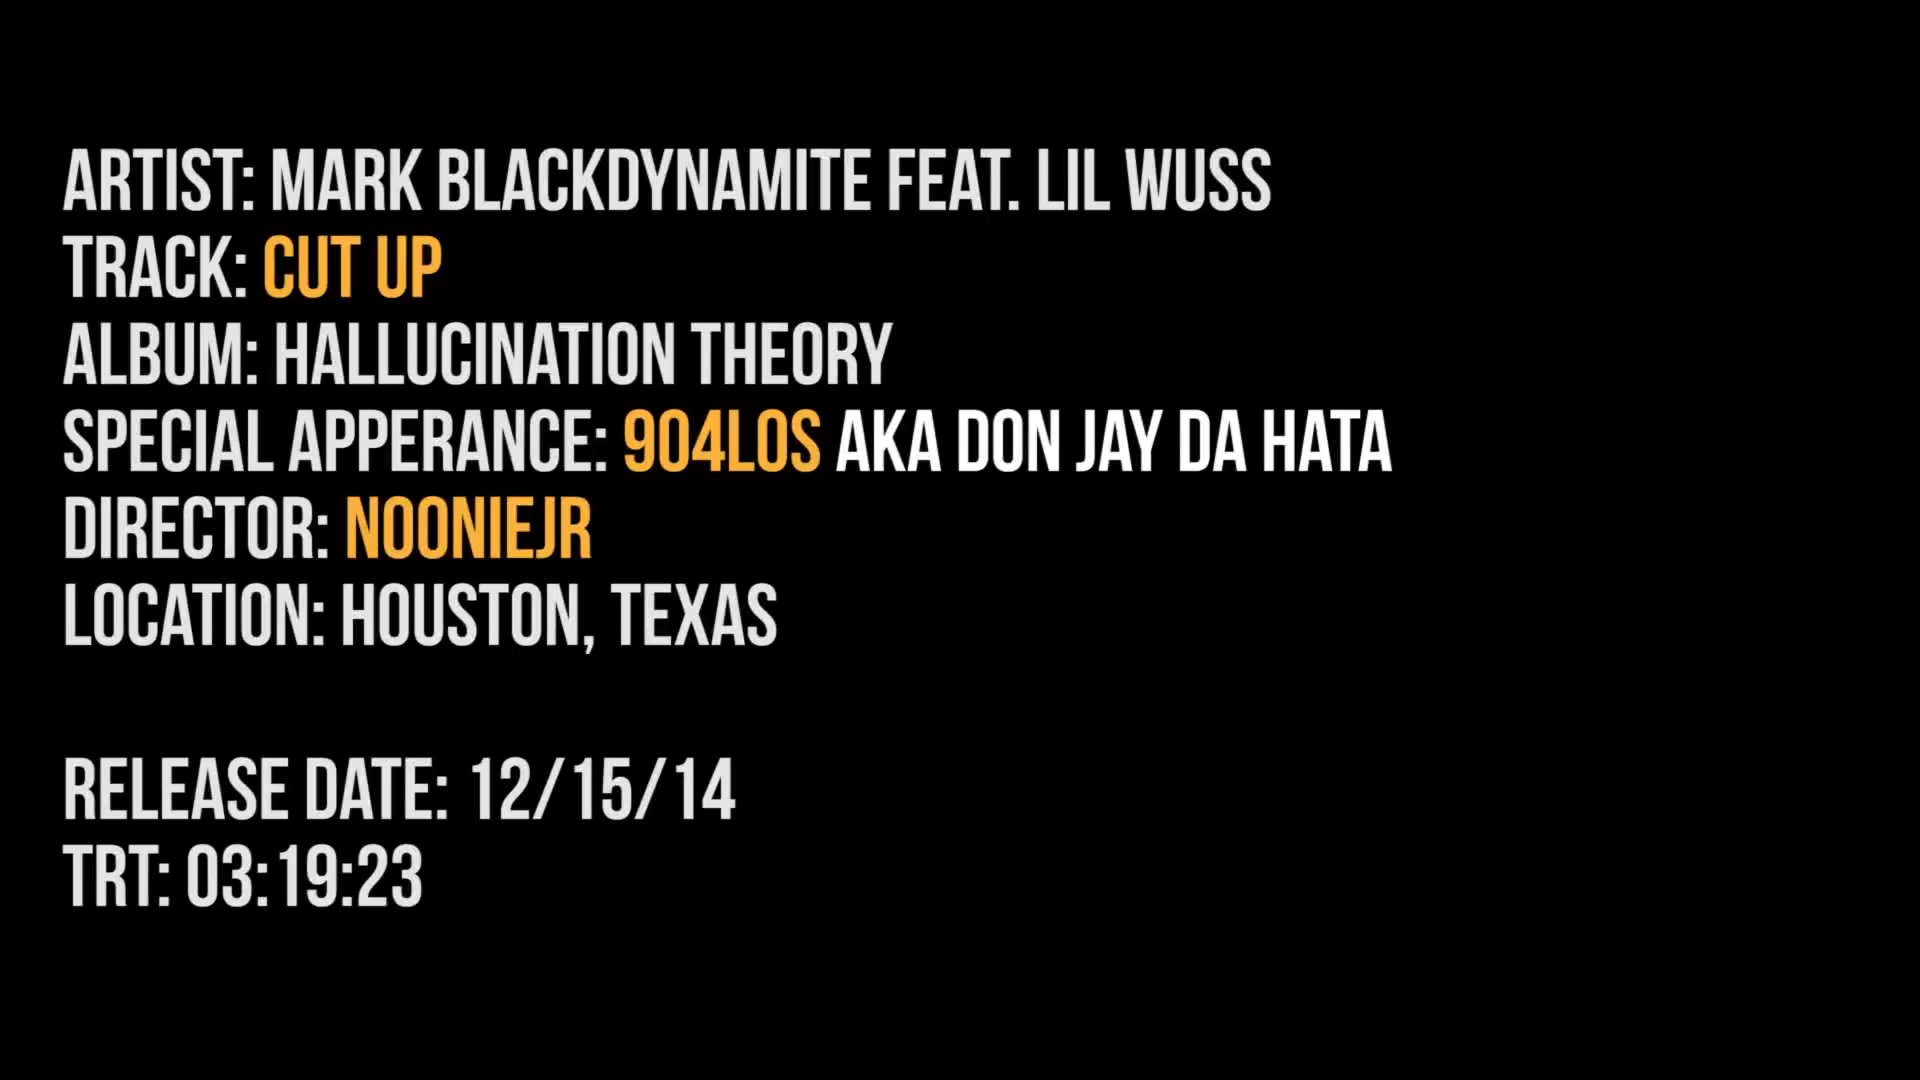 ARTIST: MARK BLACKDYNAMITE FEAT. LIL WUSS
TRACK: CUT UP
ALBUM: HALLUCINATION THEORY
SPECIAL APPERANCE: 904LOS AKA DON JAY DA HATA
DIRECTOR: NOONIEJR
LOCATION: HOUSTON, TEXAS
RELEASE DATE: 12/15/14
TRT: 03:19:23